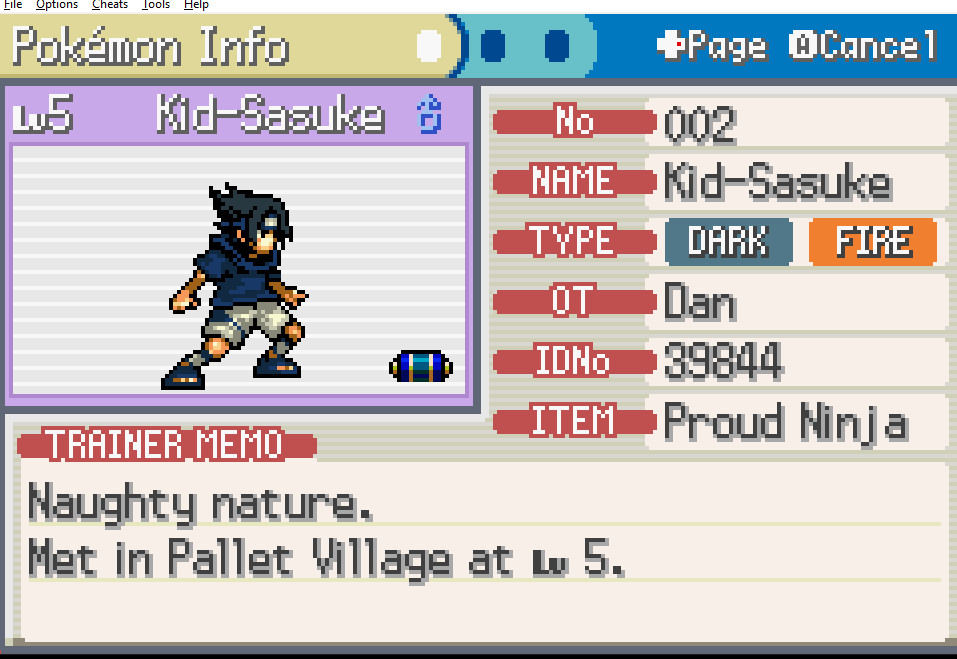 File Options Cheats Tools Help
Pokémon Info Page A Cancel
Lv5 Kid-Sasuke
No 002
NAME Kid-Sasuke
TYPE DARK FIRE
OT Dan
IDNo 39844
ITEM Proud Ninja
TRAINER MEMO
Naughty nature.
Met in Pallet Village at Lv 5.